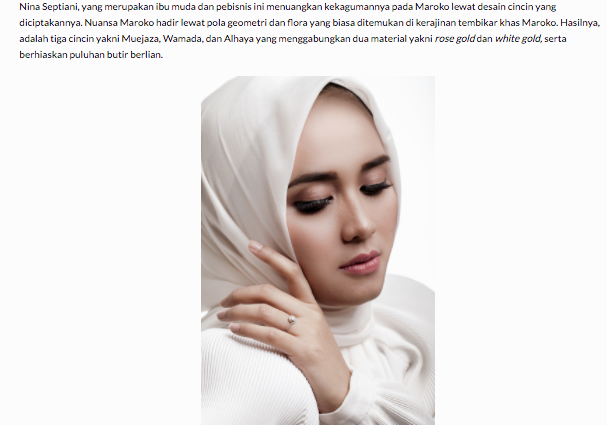 Nina Septiani, yang merupakan ibu muda dan pebisnis ini menuangkan kekagumannya pada Maroko lewat desain cincin yang
diciptakannya. Nuansa Maroko hadir lewat pola geometri dan flora yang biasa ditemukan di kerajinan tembikar khas Maroko. Hasilnya,
adalah tiga cincin yakni Muejaza, Wamada, dan Alhaya yang menggabungkan dua material yakni rose gold dan white gold, serta
berhiaskan puluhan butir berlian.